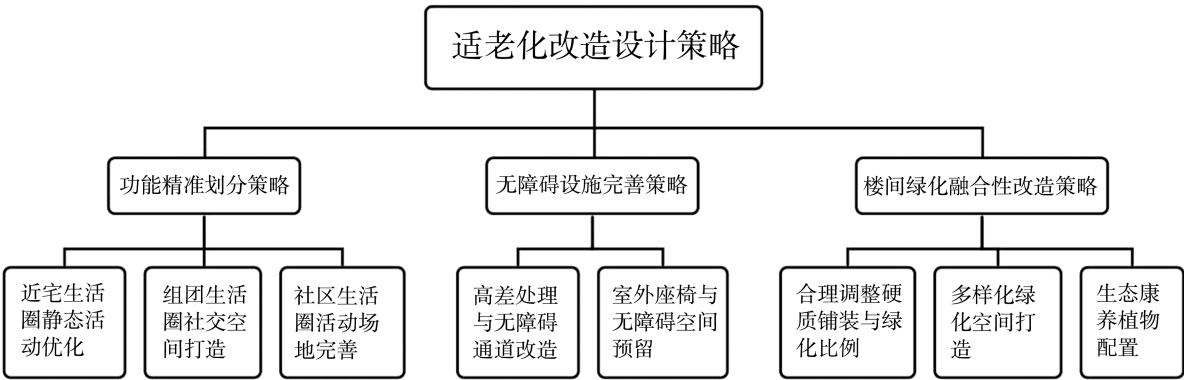 适老化改造设计策略
功能精准划分策略
无障碍设施完善策略
楼间绿化融合性改造策略
近宅生活
圈静态活
动优化
组团生活
圈社交空
间打造
社区生活
圈活动场
地完善
高差处理
与无障碍
通道改造
室外座椅与
无障碍空间
预留
合理调整硬
质铺装与绿
化比例
多样化绿
化空间打
造
生态康
养植物
配置